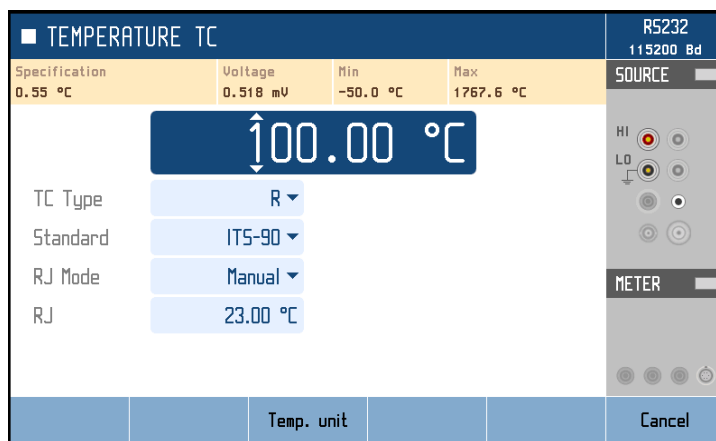 TEMPERATURE TC
RS232
115200 Bd
Specification Voltage Min Max
0.55 °C 0.518 mV -50.0 °C 1767.6 °C
SOURCE
100.00 °C
HI
LO
TC Type R
Standard ITS-90
RJ Mode Manual
RJ 23.00 °C
METER
Temp. unit
Cancel